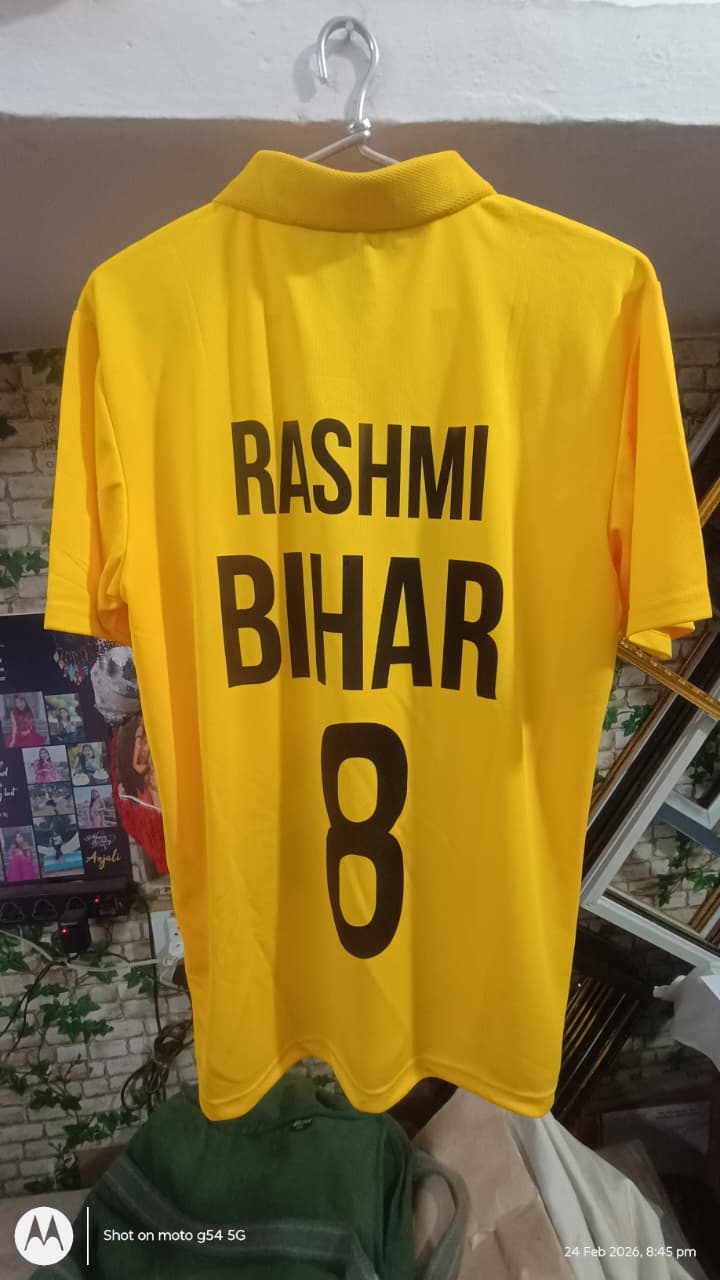 RASHMI
BIHAR
8
Anjali
Shot on moto g54 5G
24 Feb 2026, 8:45 pm